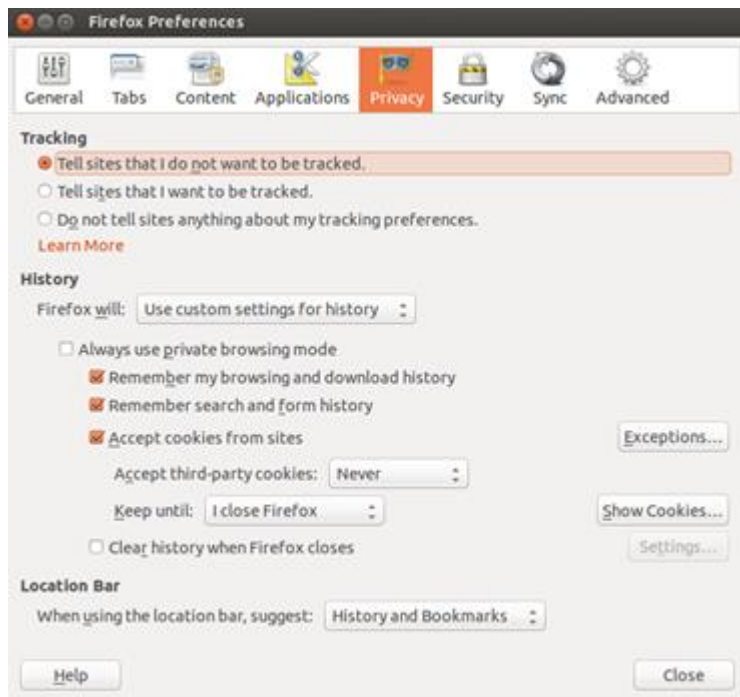 Firefox Preferences
General Tabs Content Applications Privacy Security Sync Advanced
Tracking
Tell sites that I do not want to be tracked.
Tell sites that I want to be tracked.
Do not tell sites anything about my tracking preferences.
Learn More
History
Firefox will: Use custom settings for history
Always use private browsing mode
Remember my browsing and download history
Remember search and form history
Accept cookies from sites Exceptions...
Accept third-party cookies: Never
Keep until: I close Firefox Show Cookies...
Clear history when Firefox closes Settings...
Location Bar
When using the location bar, suggest: History and Bookmarks
Help Close